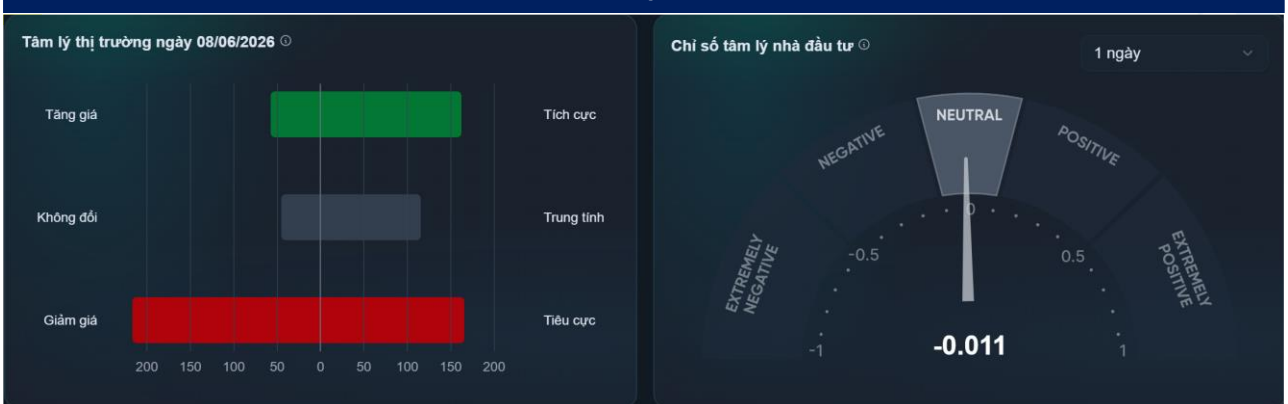 Tâm lý thị trường ngày 08/06/2026
Tăng giá
Tích cực
Không đổi
Trung tính
Giảm giá
Tiêu cực
200 150 100 50 0 50 100 150 200
Chỉ số tâm lý nhà đầu tư
1 ngày
EXTREMELY NEGATIVE
NEGATIVE
NEUTRAL
POSITIVE
EXTREMELY POSITIVE
-1
-0.5
0
0.5
1
-0.011